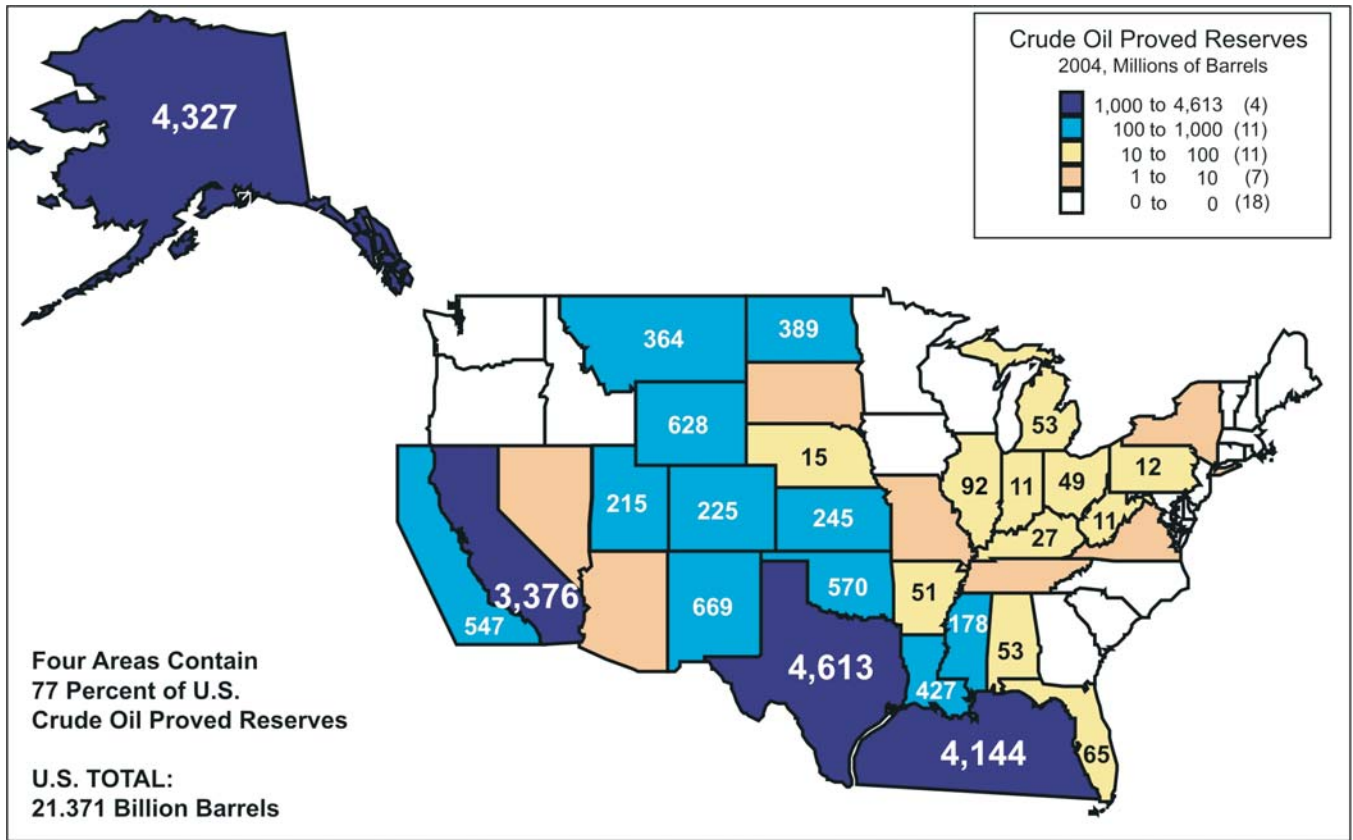 Crude Oil Proved Reserves
2004, Millions of Barrels
1,000 to 4,613 (4)
100 to 1,000 (11)
10 to 100 (11)
1 to 10 (7)
0 to 0 (18)
4,327
364
389
628
53
15
92
11
49
12
215
225
245
27
11
3,376
547
669
570
51
178
53
4,613
427
4,144
65
Four Areas Contain
77 Percent of U.S.
Crude Oil Proved Reserves
U.S. TOTAL:
21.371 Billion Barrels